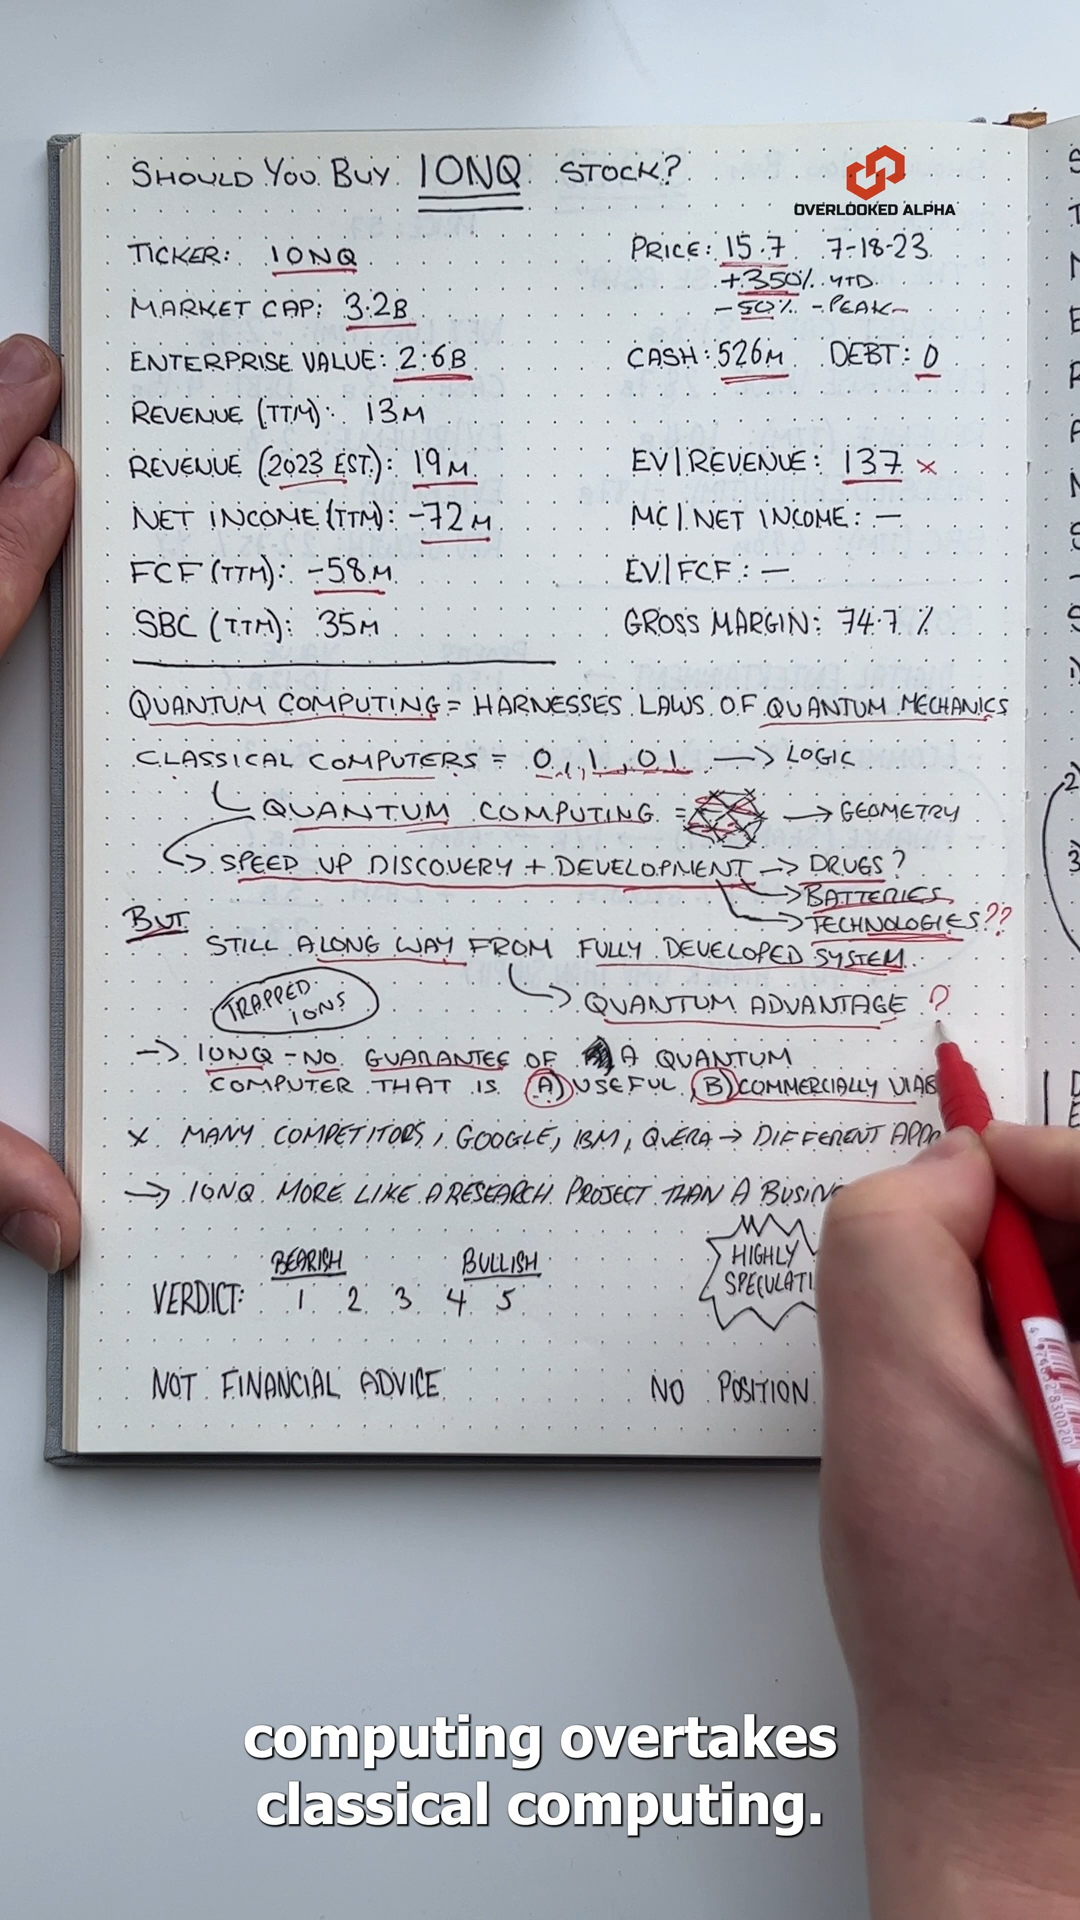 SHOULD YOU BUY IONQ STOCK?
OVERLOOKED ALPHA
TICKER: IONQ
PRICE: 15.7 7-18-23
+350% YTD
-50% - PEAK
MARKET CAP: 3.2B
ENTERPRISE VALUE: 2.6B
CASH: 526M DEBT: 0
REVENUE (TTM): 13M
REVENUE (2023 EST.): 19M
EV/REVENUE: 137 x
NET INCOME (TTM): -72M
MC/NET INCOME: —
FCF (TTM): -58M
EV/FCF: —
SBC (TTM): 35M
GROSS MARGIN: 74.7%
QUANTUM COMPUTING = HARNESSES LAWS OF QUANTUM MECHANICS
CLASSICAL COMPUTERS = 0, 1, 01 → LOGIC
QUANTUM COMPUTING = → GEOMETRY
→ SPEED UP DISCOVERY + DEVELOPMENT → DRUGS?
→ BATTERIES
→ TECHNOLOGIES??
BUT
STILL A LONG WAY FROM FULLY DEVELOPED SYSTEM
TRAPPED IONS
→ QUANTUM ADVANTAGE ?
→ IONQ - NO GUARANTEE OF A QUANTUM
COMPUTER THAT IS (A) USEFUL, (B) COMMERCIALLY VIAB
x MANY COMPETITORS, GOOGLE, IBM, QUERA → DIFFERENT APPR
→ IONQ MORE LIKE A RESEARCH PROJECT THAN A BUSINE
BEARISH BULLISH
VERDICT: 1 2 3 4 5
HIGHLY
SPECULATI
NOT FINANCIAL ADVICE
NO POSITION
computing overtakes
classical computing.